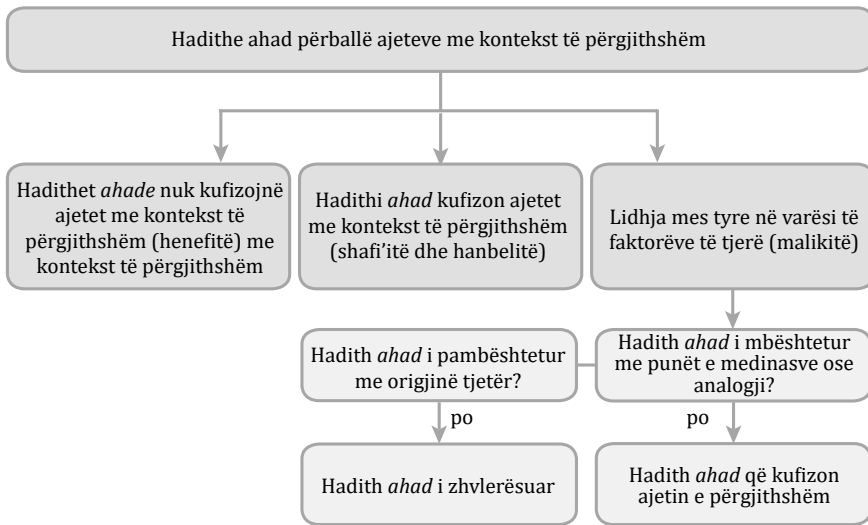 Hadithe ahad përballë ajeteve me kontekst të përgjithshëm
Hadithet ahade nuk kufizojnë
ajetet me kontekst të
përgjithshëm (henefitë) me
kontekst të përgjithshëm
Hadithi ahad kufizon ajetet
me kontekst të përgjithshëm
(shafi’itë dhe hanbelitë)
Lidhja mes tyre në varësi të
faktorëve të tjerë (malikitë)
Hadith ahad i pambështetur
me origjinë tjetër?
Hadith ahad i mbështetur
me punët e medinasve ose
analogji?
po
po
Hadith ahad i zhvlerësuar
Hadith ahad që kufizon
ajetin e përgjithshëm